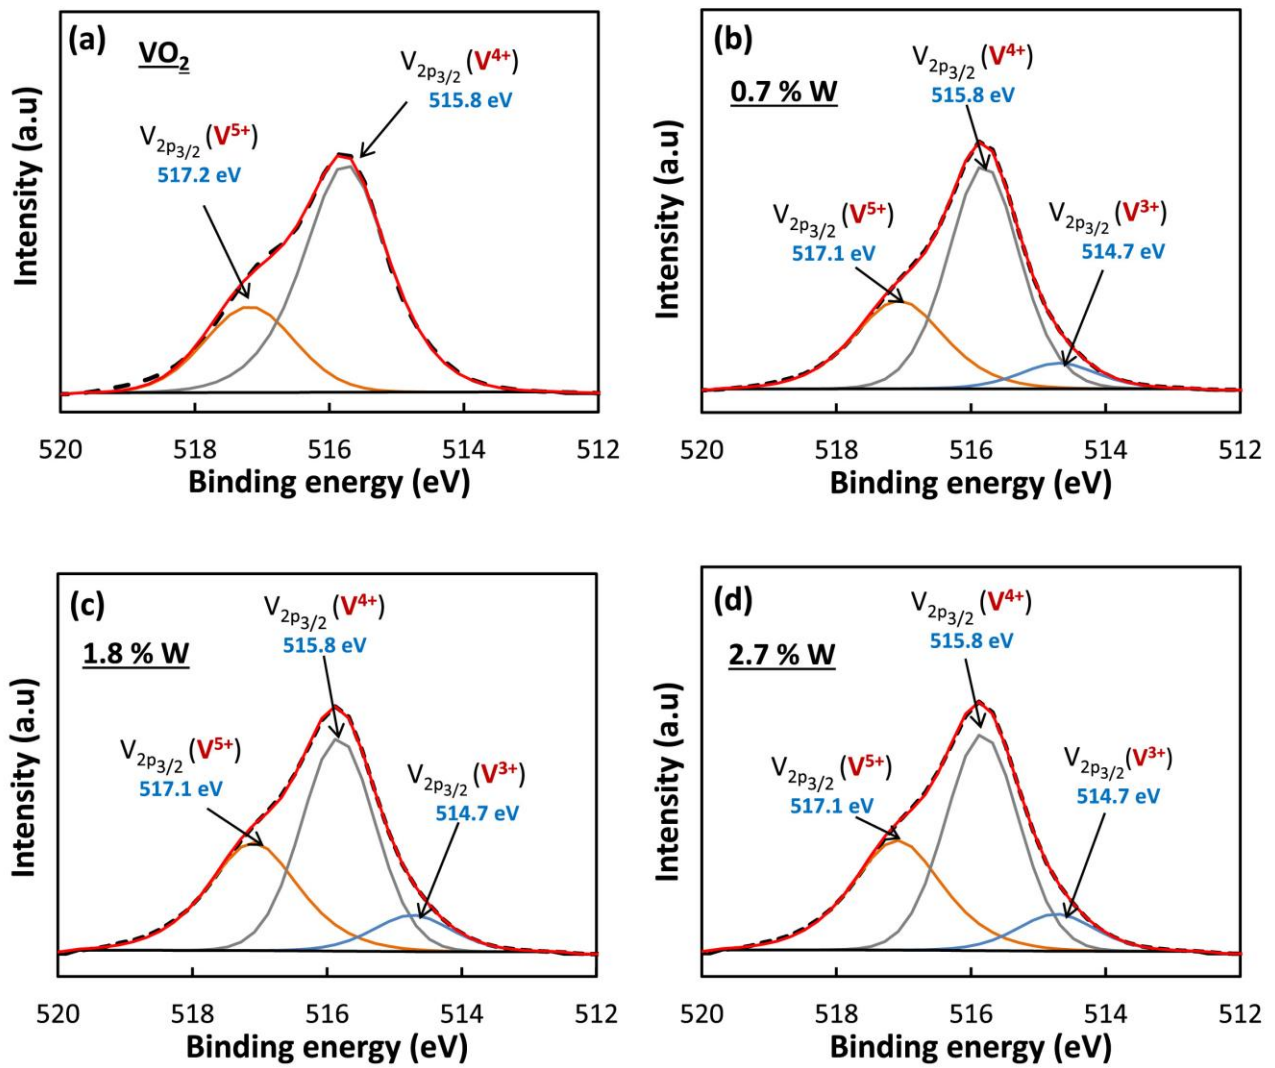 (a)
VO2
V2p3/2 (V4+)
515.8 eV
V2p3/2 (V5+)
517.2 eV
Intensity (a.u)
520 518 516 514 512
Binding energy (eV)
(b)
0.7 % W
V2p3/2 (V4+)
515.8 eV
V2p3/2 (V5+)
517.1 eV
V2p3/2 (V3+)
514.7 eV
Intensity (a.u)
520 518 516 514 512
Binding energy (eV)
(c)
1.8 % W
V2p3/2 (V4+)
515.8 eV
V2p3/2 (V5+)
517.1 eV
V2p3/2 (V3+)
514.7 eV
Intensity (a.u)
520 518 516 514 512
Binding energy (eV)
(d)
2.7 % W
V2p3/2 (V4+)
515.8 eV
V2p3/2 (V5+)
517.1 eV
V2p3/2 (V3+)
514.7 eV
Intensity (a.u)
520 518 516 514 512
Binding energy (eV)